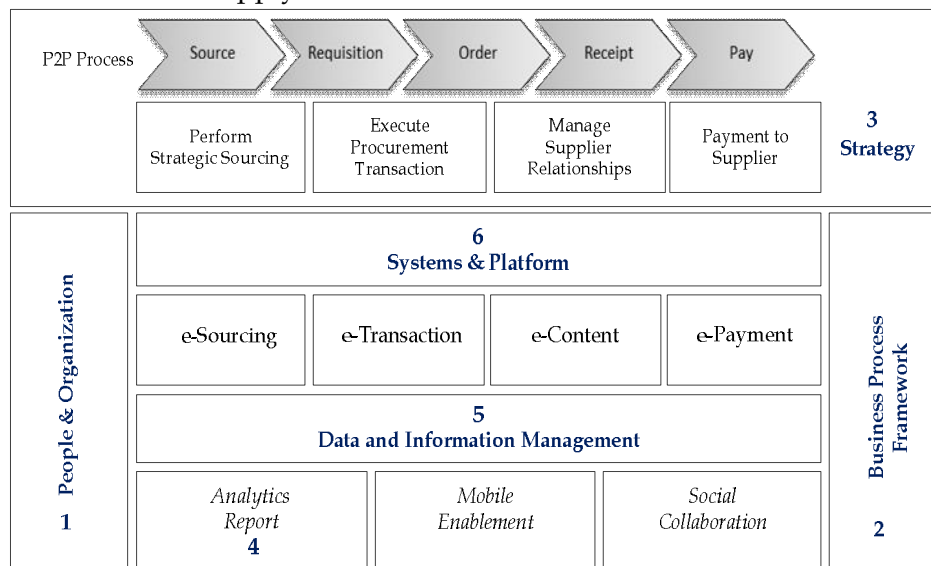 P2P Process
Source
Requisition
Order
Receipt
Pay
Perform
Strategic Sourcing
Execute
Procurement
Transaction
Manage
Supplier
Relationships
Payment to
Supplier
3
Strategy
People & Organization
1
6
Systems & Platform
e-Sourcing
e-Transaction
e-Content
e-Payment
5
Data and Information Management
Analytics
Report
4
Mobile
Enablement
Social
Collaboration
Business Process
Framework
2